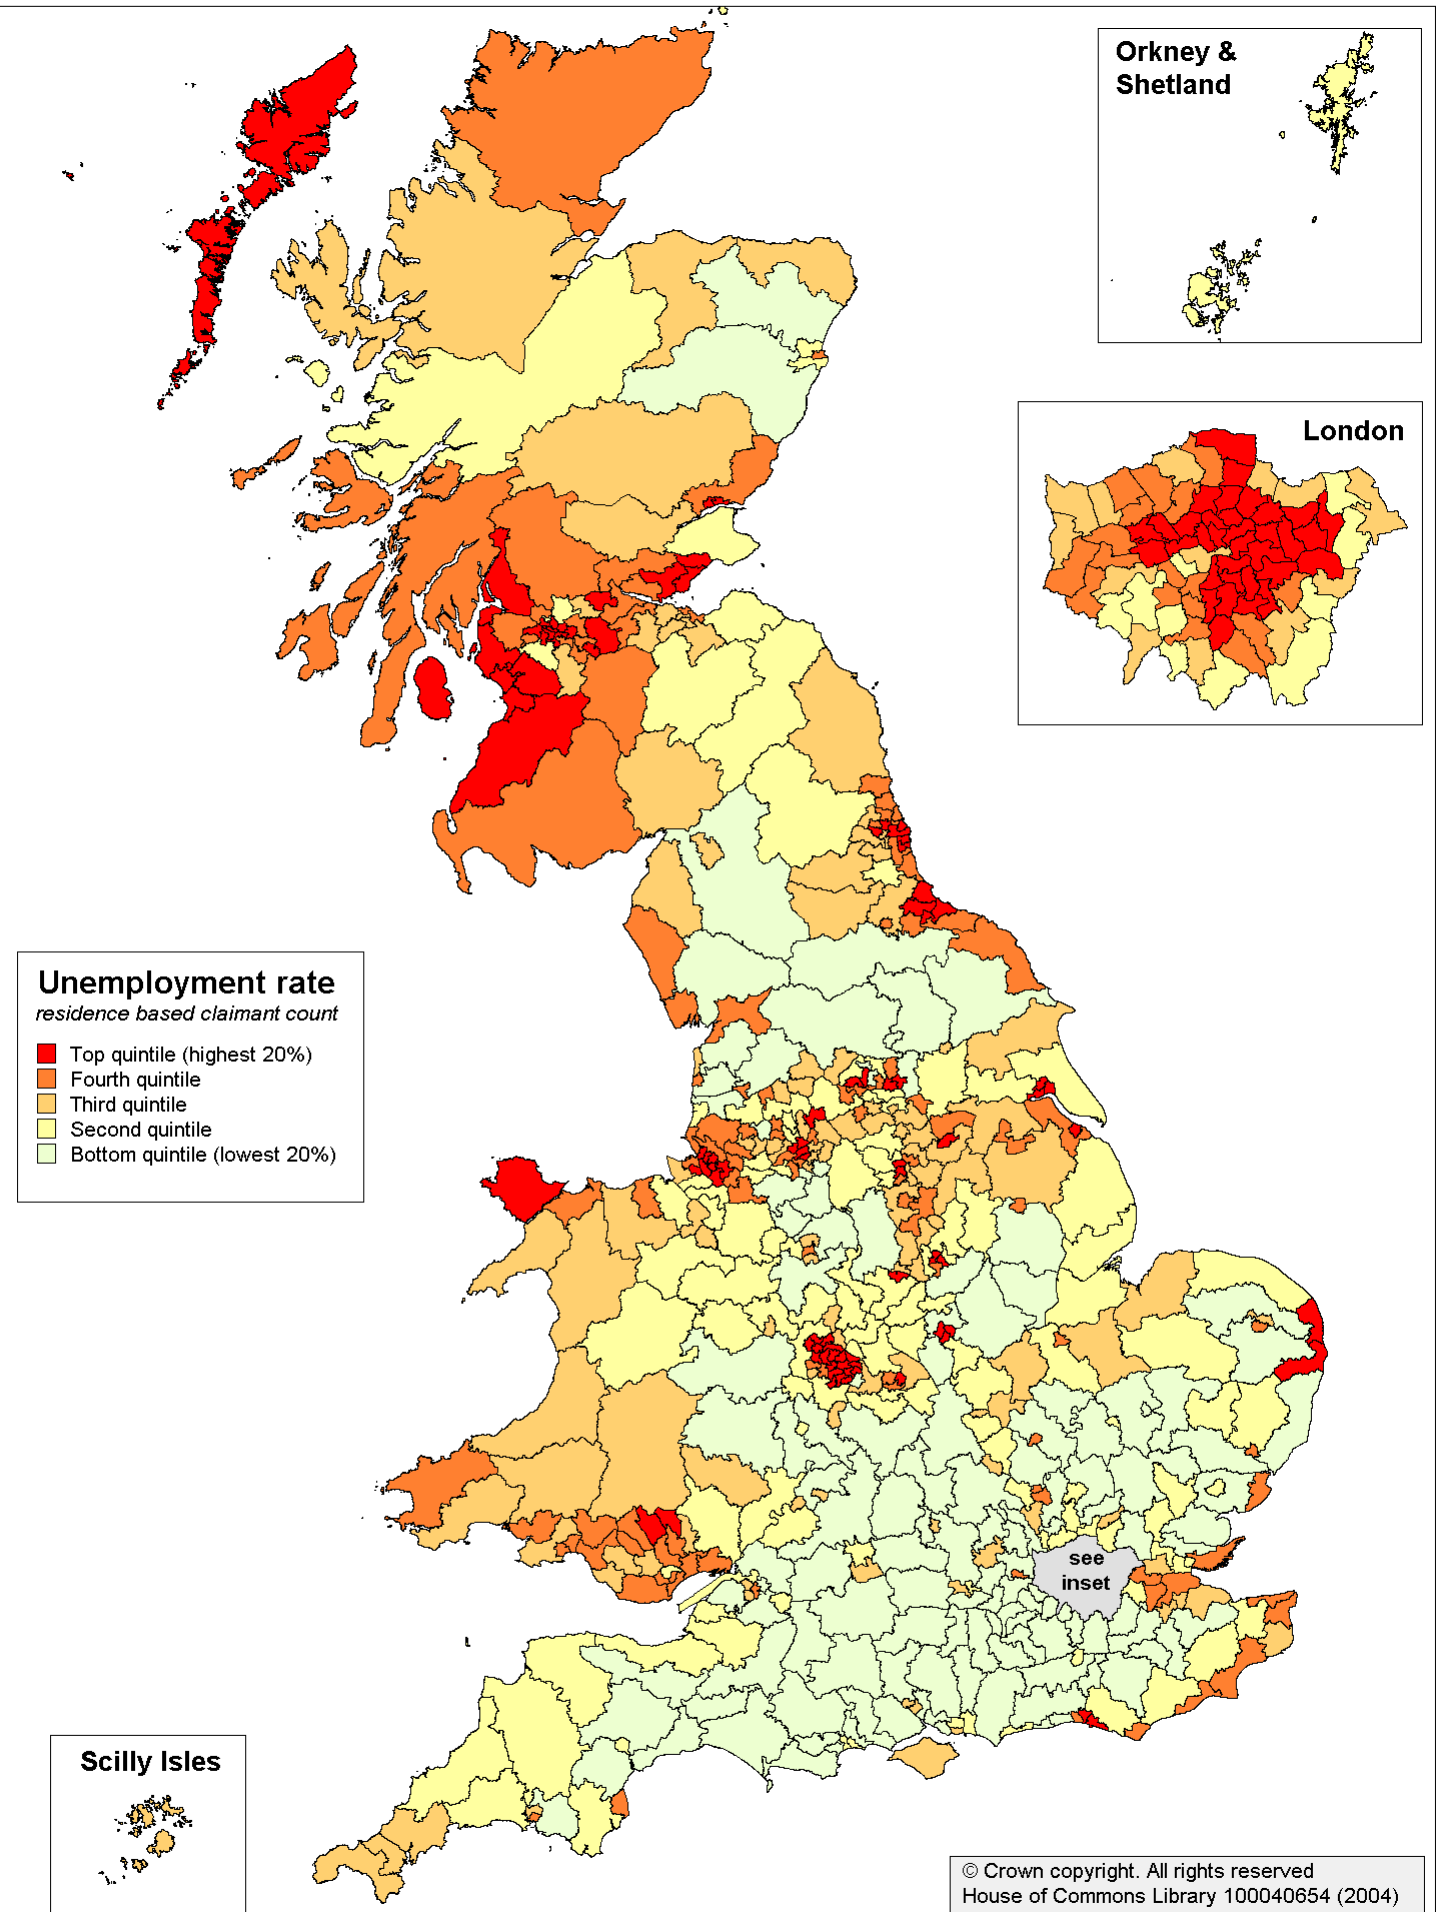 Orkney &
Shetland
London
Unemployment rate
residence based claimant count
Top quintile (highest 20%)
Fourth quintile
Third quintile
Second quintile
Bottom quintile (lowest 20%)
see
inset
Scilly Isles
© Crown copyright. All rights reserved
House of Commons Library 100040654 (2004)